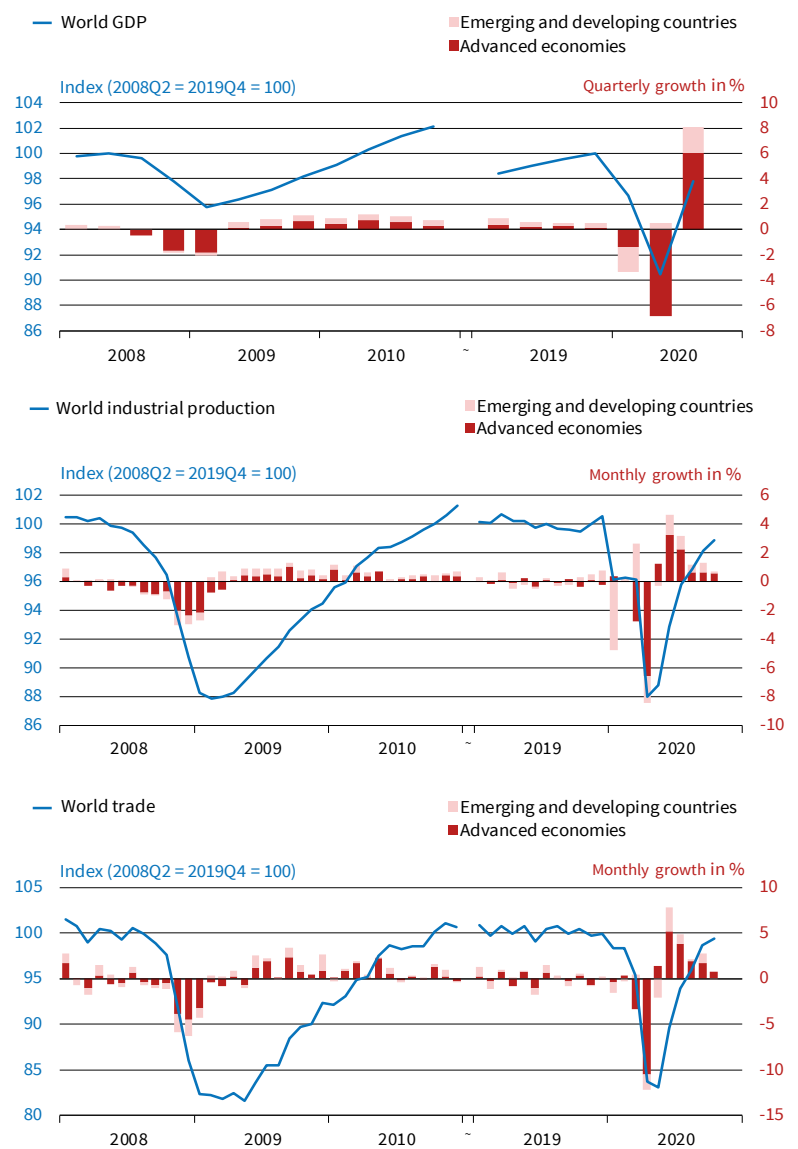 World GDP
Emerging and developing countries
Advanced economies
Index (2008Q2 = 2019Q4 = 100)
Quarterly growth in %
104 10
102 8
100 6
98 4
96 2
94 0
92 -2
90 -4
88 -6
86 -8
2008 2009 2010 ~ 2019 2020
World industrial production
Emerging and developing countries
Advanced economies
Index (2008Q2 = 2019Q4 = 100)
Monthly growth in %
102 6
100 4
98 2
96 0
94 -2
92 -4
90 -6
88 -8
86 -10
2008 2009 2010 ~ 2019 2020
World trade
Emerging and developing countries
Advanced economies
Index (2008Q2 = 2019Q4 = 100)
Monthly growth in %
105 10
100 5
95 0
90 -5
85 -10
80 -15
2008 2009 2010 ~ 2019 2020